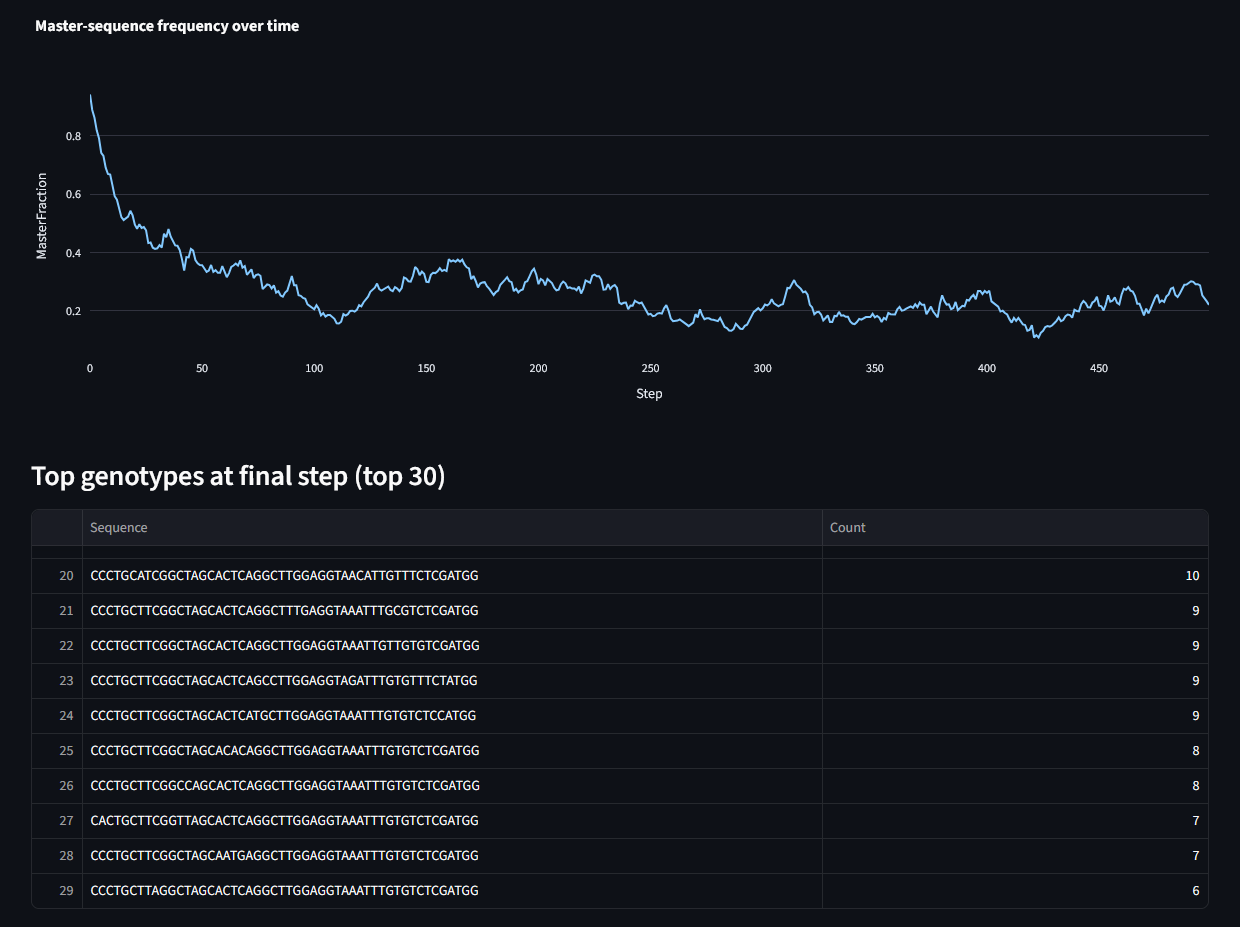 Master-sequence frequency over time
0.8
0.6
0.4
0.2
MasterFraction
0 50 100 150 200 250 300 350 400 450
Step
Top genotypes at final step (top 30)
Sequence Count
20 CCCTGCATCGGCTAGCACTCAGGCTTGGAGGTAACATTGTTTCTCGATGG 10
21 CCCTGCTTCGGCTAGCACTCAGGCTTTGAGGTAAATTTGCGTCTCGATGG 9
22 CCCTGCTTCGGCTAGCACTCAGGCTTGGAGGTAAATTGTTGTGTCGATGG 9
23 CCCTGCTTCGGCTAGCACTCAGCCTTGGAGGTAGATTTGTGTTTCTATGG 9
24 CCCTGCTTCGGCTAGCACTCATGCTTGGAGGTAAATTTGTGTCTCCATGG 9
25 CCCTGCTTCGGCTAGCACACAGGCTTGGAGGTAAATTTGTGTCTCGATGG 8
26 CCCTGCTTCGGCCAGCACTCAGGCTTGGAGGTAAATTTGTGTCTCGATGG 8
27 CACTGCTTCGGTTAGCACTCAGGCTTGGAGGTAAATTTGTGTCTCGATGG 7
28 CCCTGCTTCGGCTAGCAATGAGGCTTGGAGGTAAATTTGTGTCTCGATGG 7
29 CCCTGCTTAGGCTAGCACTCAGGCTTGGAGGTAAATTTGTGTCTCGATGG 6